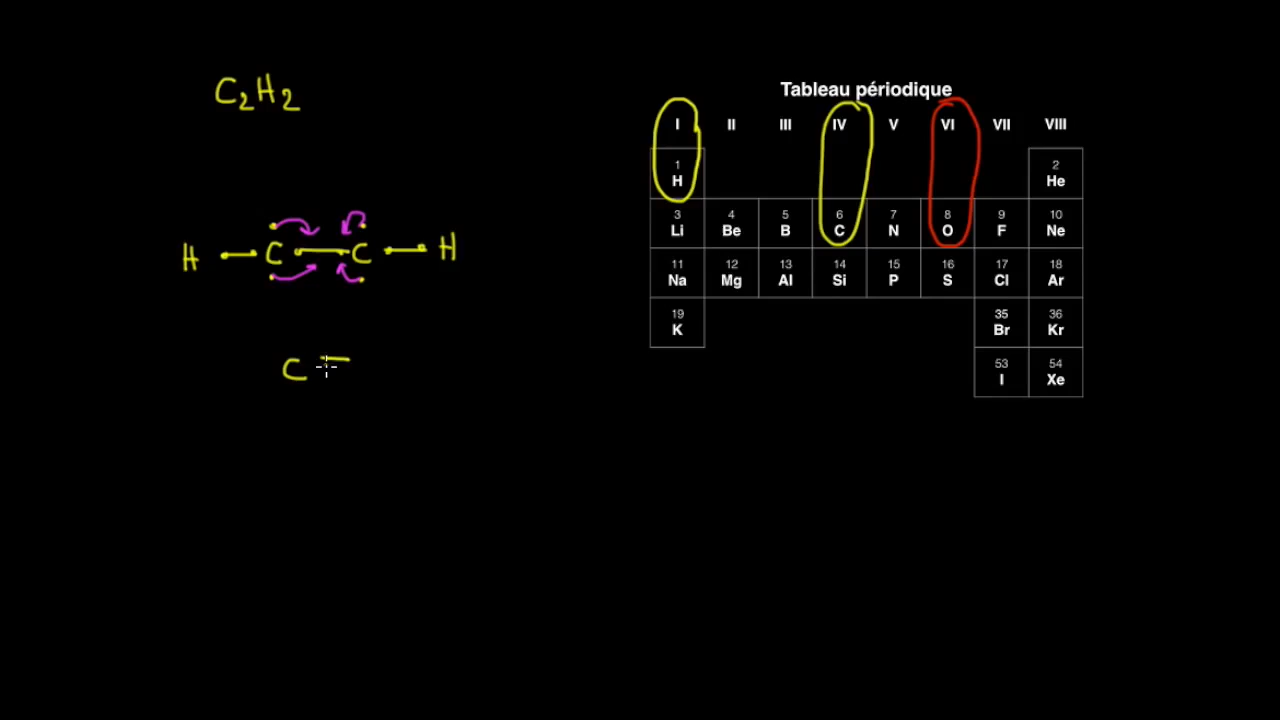 C₂H₂
H — C — C — H
C
Tableau périodique
I II III IV V VI VII VIII
1 2
H He
3 4 5 6 7 8 9 10
Li Be B C N O F Ne
11 12 13 14 15 16 17 18
Na Mg Al Si P S Cl Ar
19 35 36
K Br Kr
53 54
I Xe